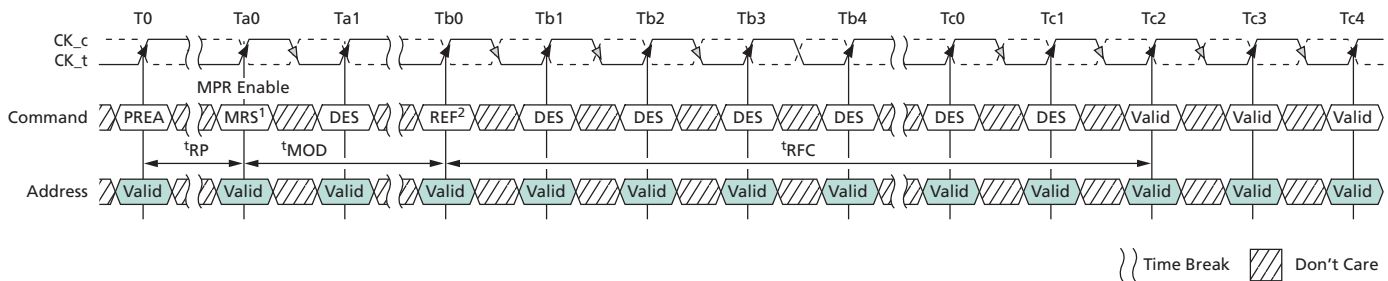 T0 Ta0 Ta1 Tb0 Tb1 Tb2 Tb3 Tb4 Tc0 Tc1 Tc2 Tc3 Tc4
CK_c
CK_t
MPR Enable
Command PREA MRS1 DES REF2 DES DES DES DES DES DES Valid Valid Valid
tRP tMOD tRFC
Address Valid Valid Valid Valid Valid Valid Valid Valid Valid Valid Valid Valid Valid
Time Break Don't Care